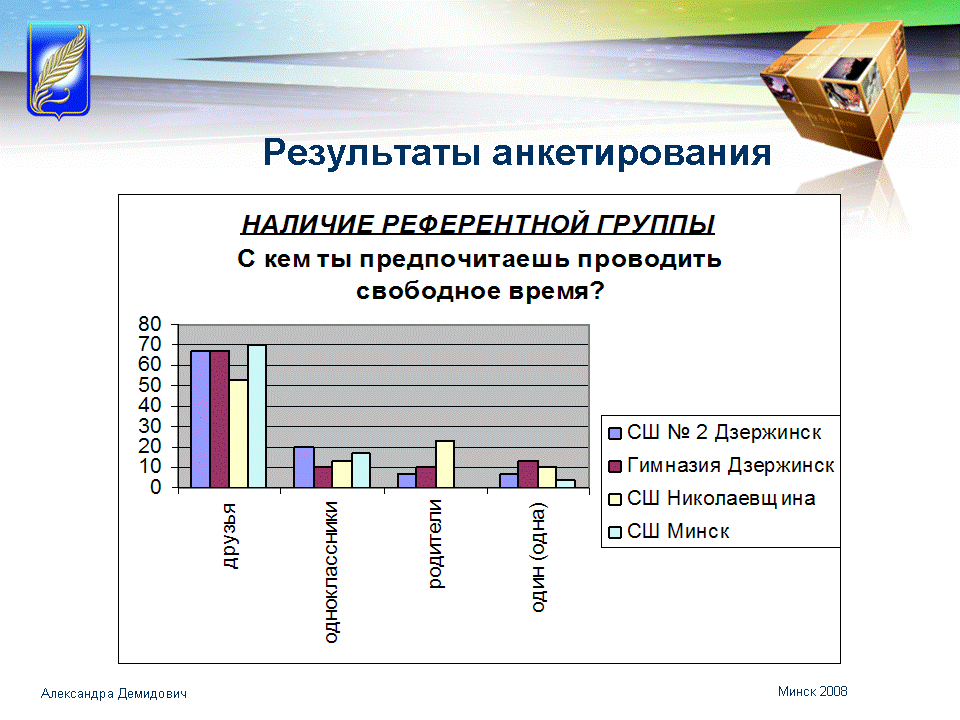 Результаты анкетирования
НАЛИЧИЕ РЕФЕРЕНТНОЙ ГРУППЫ
С кем ты предпочитаешь проводить
свободное время?
80
70
60
50
40
30
20
10
0
друзья
одноклассники
родители
один (одна)
СШ № 2 Дзержинск
Гимназия Дзержинск
СШ Николаевщина
СШ Минск
Александра Демидович
Минск 2008